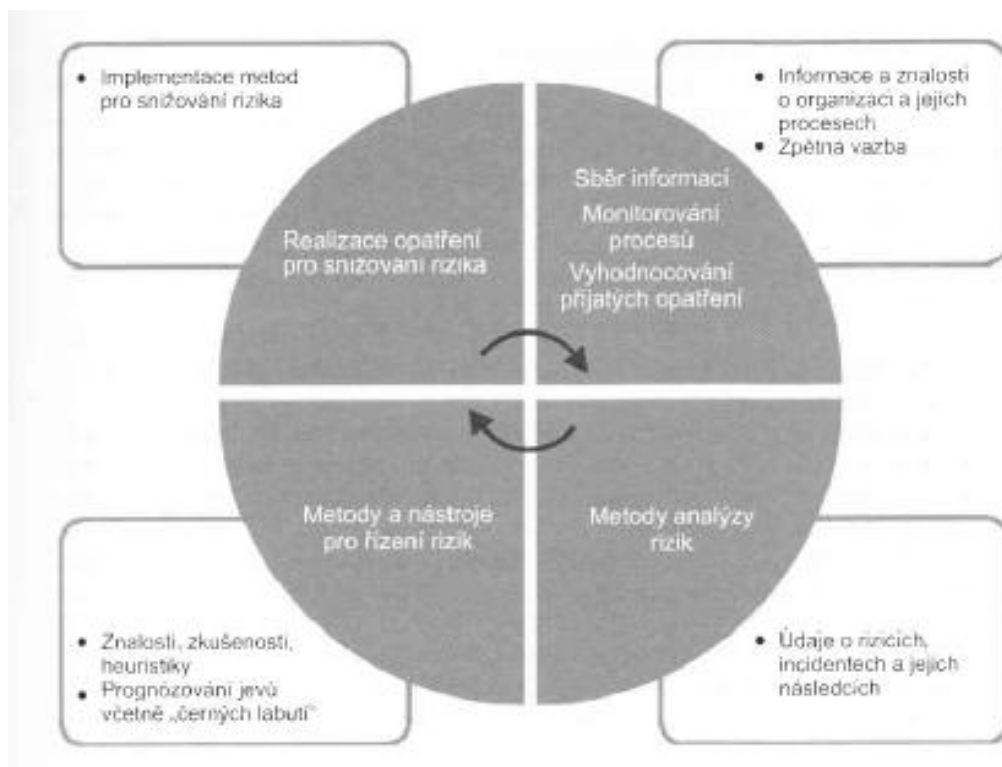 • Implementace metod
pro snižování rizika
• Informace a znalosti
o organizaci a jejich
procesech
• Zpětná vazba
Realizace opatření
pro snižování rizika
Sběr informací
Monitorování
procesů
Vyhodnocování
přijatých opatření
Metody a nástroje
pro řízení rizik
Metody analýzy
rizik
• Znalosti, zkušenosti,
heuristiky
• Prognózování jevů
včetně „černých labutí“
• Údaje o rizicích,
incidentech a jejich
následcích